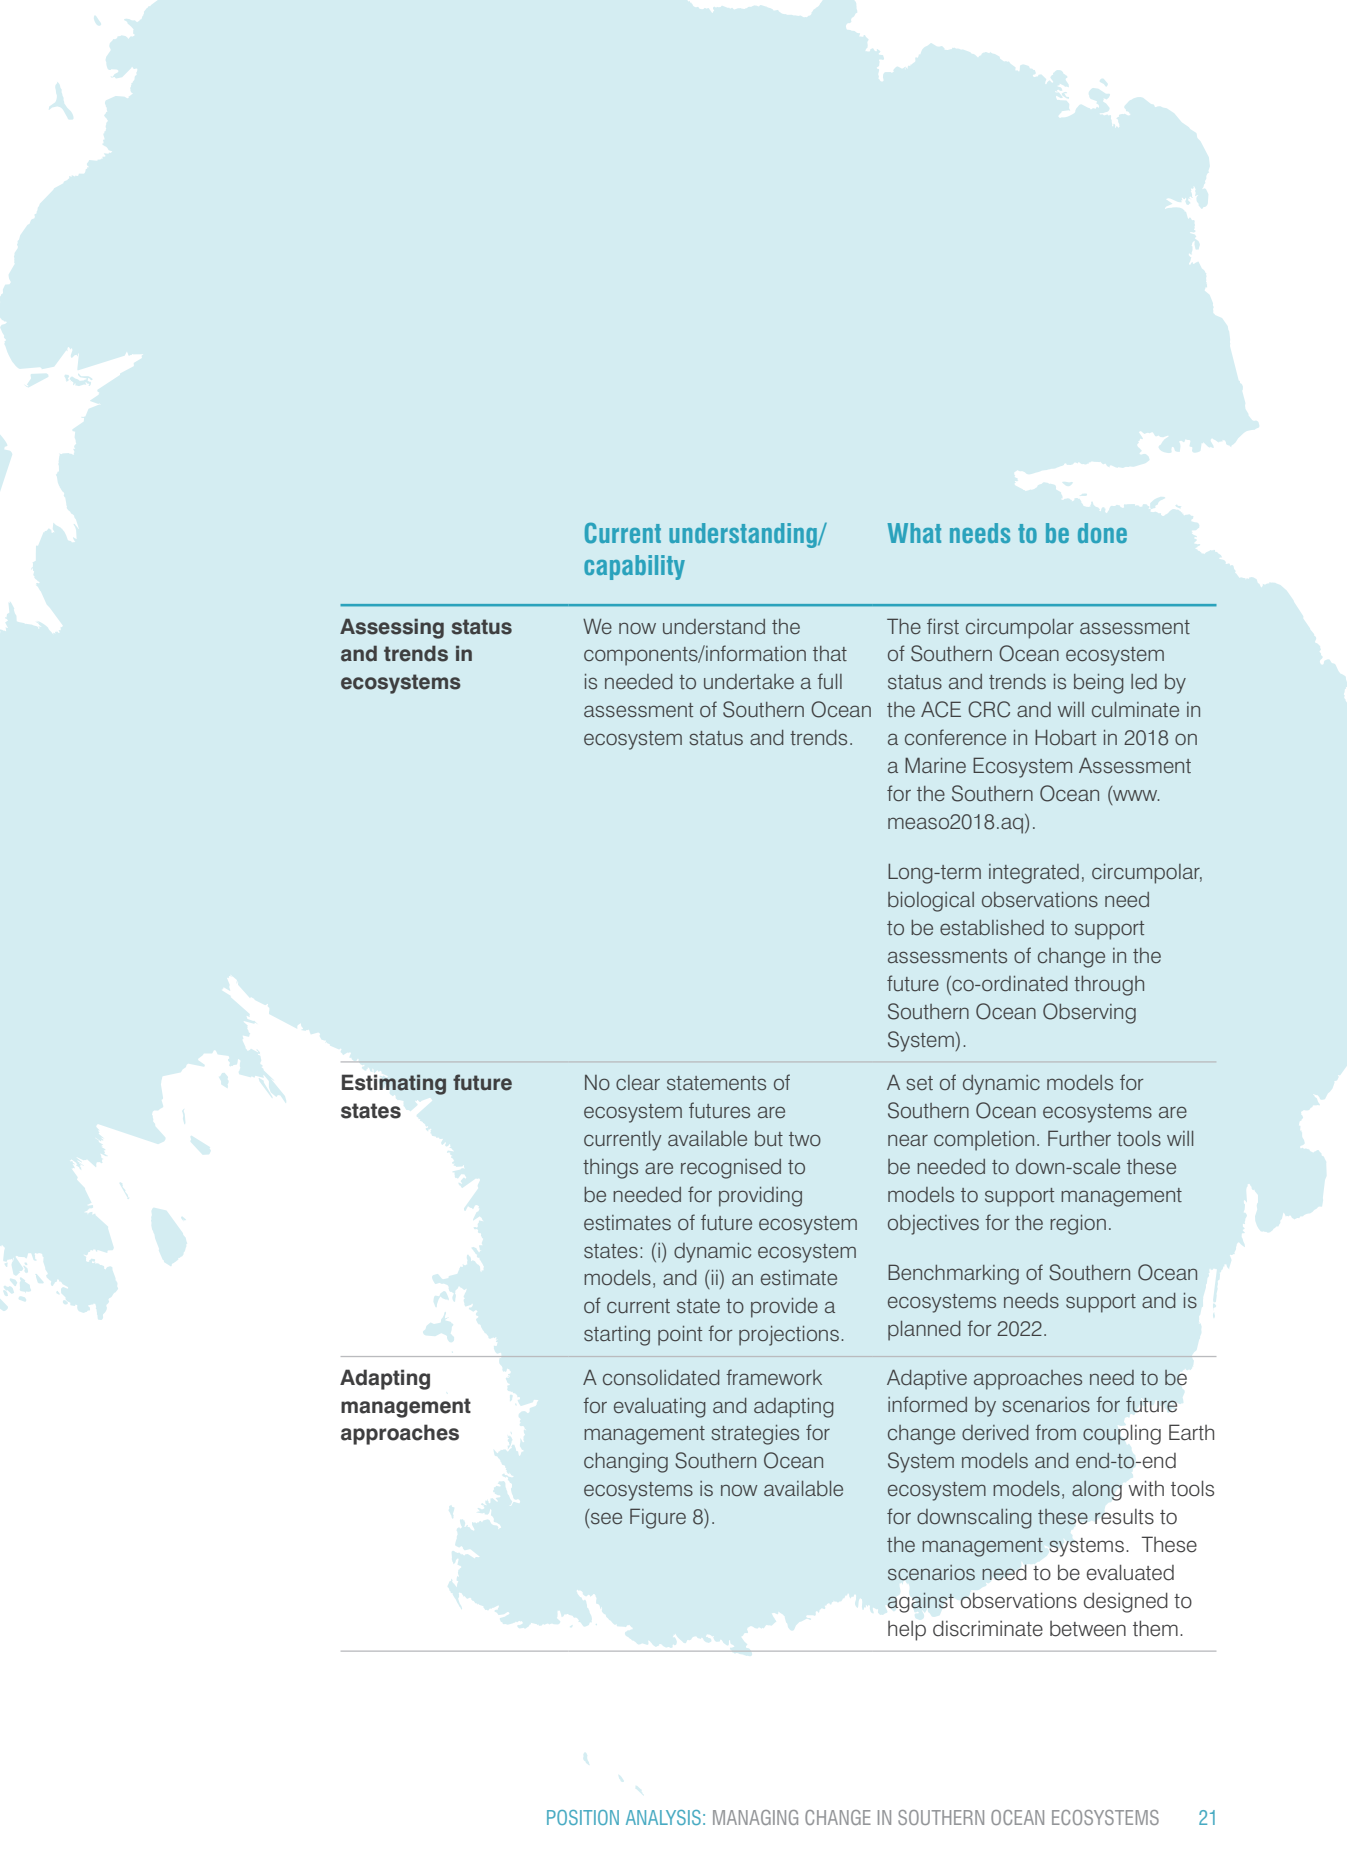 Current understanding/
capability
What needs to be done
Assessing status
and trends in
ecosystems
We now understand the
components/information that
is needed to undertake a full
assessment of Southern Ocean
ecosystem status and trends.
The first circumpolar assessment
of Southern Ocean ecosystem
status and trends is being led by
the ACE CRC and will culminate in
a conference in Hobart in 2018 on
a Marine Ecosystem Assessment
for the Southern Ocean (www.
measo2018.aq).
Long-term integrated, circumpolar,
biological observations need
to be established to support
assessments of change in the
future (co-ordinated through
Southern Ocean Observing
System).
Estimating future
states
No clear statements of
ecosystem futures are
currently available but two
things are recognised to
be needed for providing
estimates of future ecosystem
states: (i) dynamic ecosystem
models, and (ii) an estimate
of current state to provide a
starting point for projections.
A set of dynamic models for
Southern Ocean ecosystems are
near completion. Further tools will
be needed to down-scale these
models to support management
objectives for the region.
Benchmarking of Southern Ocean
ecosystems needs support and is
planned for 2022.
Adapting
management
approaches
A consolidated framework
for evaluating and adapting
management strategies for
changing Southern Ocean
ecosystems is now available
(see Figure 8).
Adaptive approaches need to be
informed by scenarios for future
change derived from coupling Earth
System models and end-to-end
ecosystem models, along with tools
for downscaling these results to
the management systems.  These
scenarios need to be evaluated
against observations designed to
help discriminate between them.
POSITION ANALYSIS: MANAGING CHANGE IN SOUTHERN OCEAN ECOSYSTEMS 21